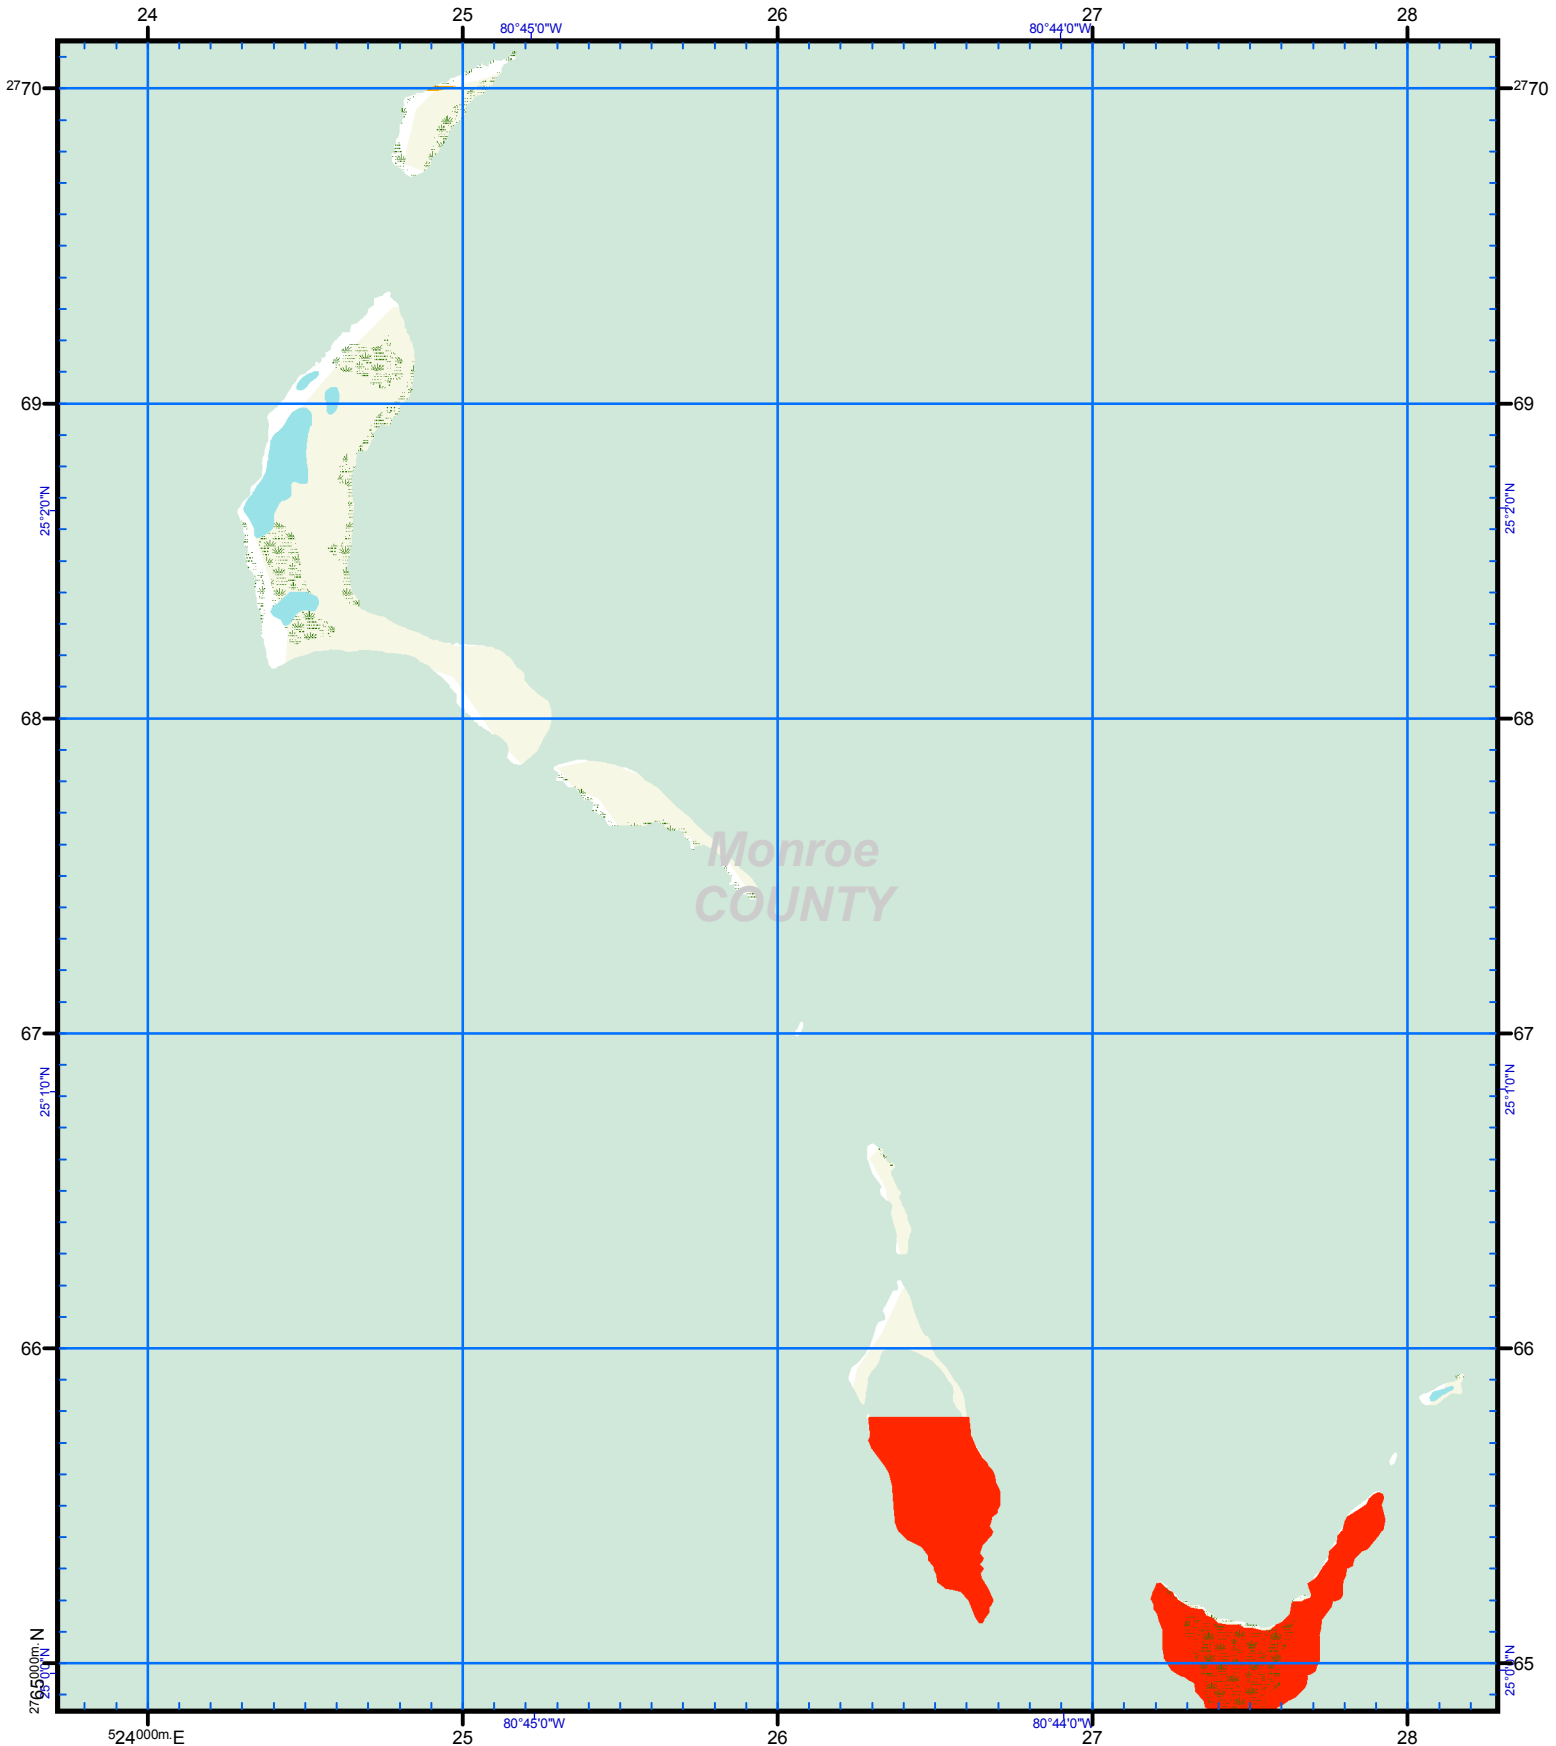 24 25 26 27 28
80°45'0"W 80°44'0"W
2770 2770
69 69
25°2'0"N 25°2'0"N
68 68
Monroe
COUNTY
67 67
25°1'0"N 25°1'0"N
66 66
2765000m. N 65
25°0'0"N 25°0'0"N
80°45'0"W 80°44'0"W
524000m. E 25 26 27 28